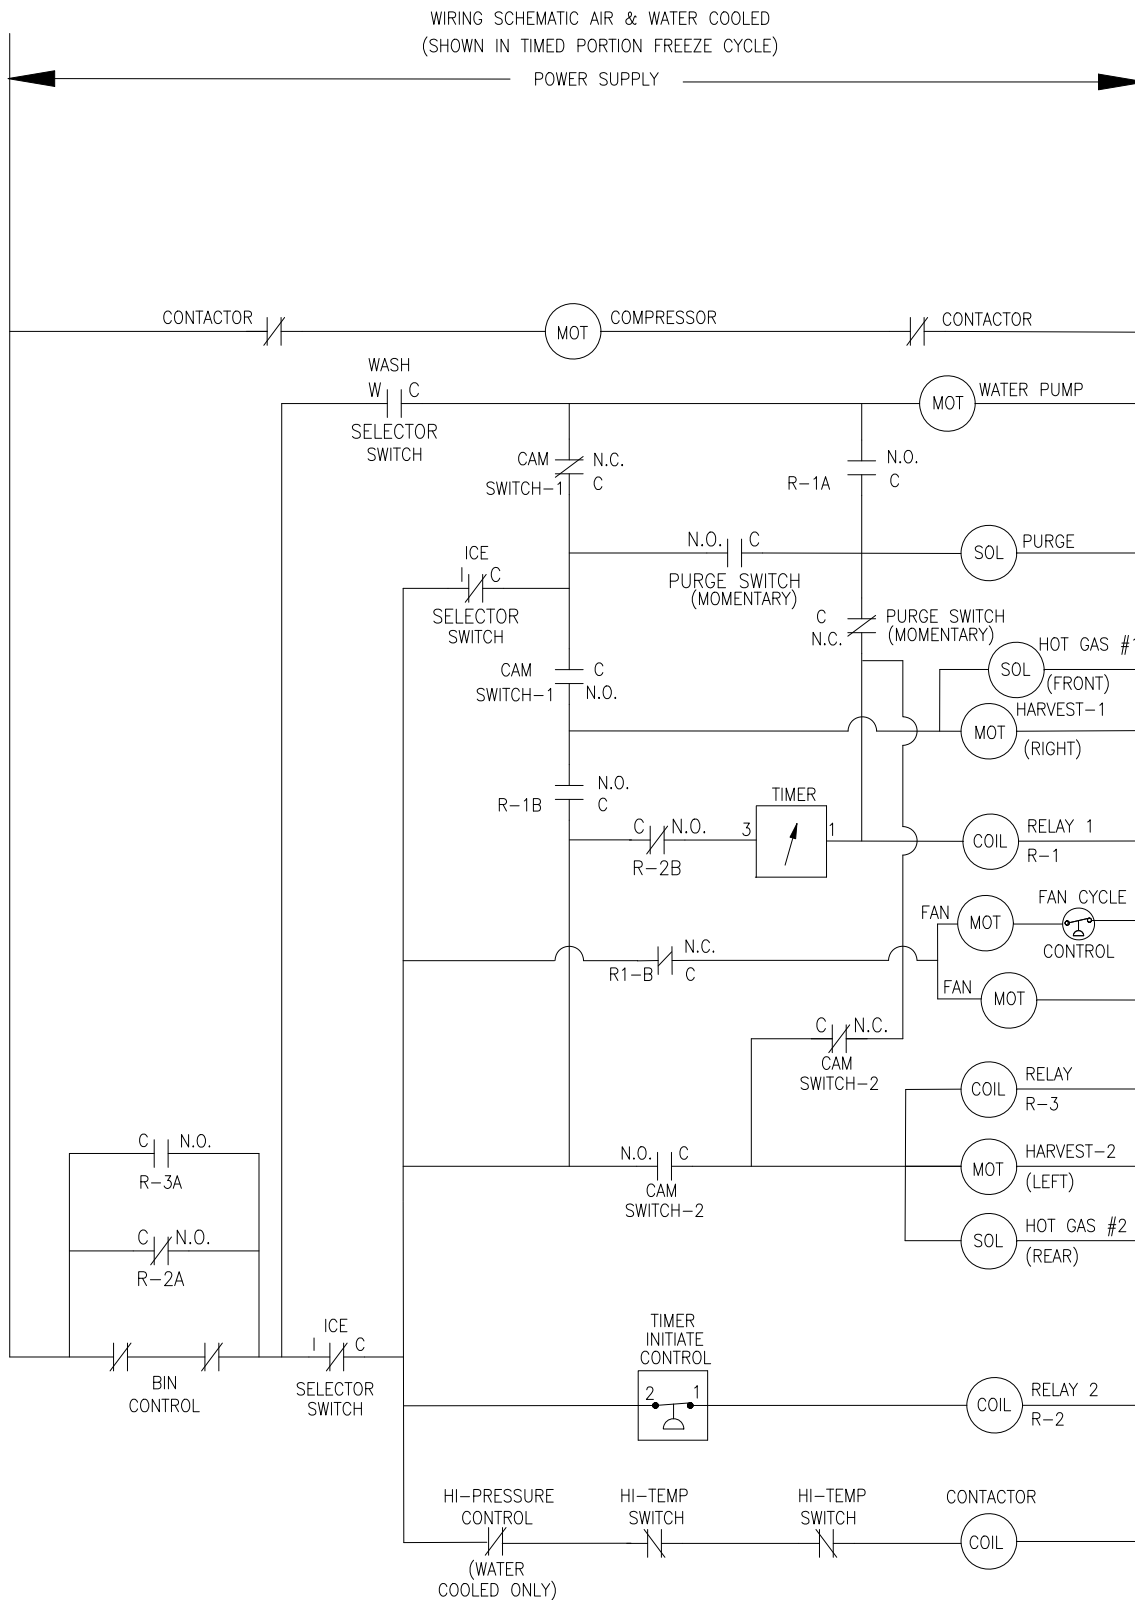 WIRING SCHEMATIC AIR & WATER COOLED
(SHOWN IN TIMED PORTION FREEZE CYCLE)
POWER SUPPLY
CONTACTOR
MOT
COMPRESSOR
CONTACTOR
WASH
W C
SELECTOR
SWITCH
MOT
WATER PUMP
CAM
SWITCH-1
N.C.
C
R-1A
N.O.
C
ICE
I C
SELECTOR
SWITCH
N.O. C
PURGE SWITCH
(MOMENTARY)
SOL
PURGE
C
N.C.
PURGE SWITCH
(MOMENTARY)
CAM
SWITCH-1
C
N.O.
SOL
HOT GAS #1
(FRONT)
MOT
HARVEST-1
(RIGHT)
R-1B
N.O.
C
C N.O.
R-2B
TIMER
3 1
COIL
RELAY 1
R-1
FAN
MOT
FAN CYCLE
CONTROL
R1-B
N.C.
C
FAN
MOT
C N.C.
CAM
SWITCH-2
COIL
RELAY
R-3
C N.O.
R-3A
N.O. C
CAM
SWITCH-2
MOT
HARVEST-2
(LEFT)
C N.O.
R-2A
SOL
HOT GAS #2
(REAR)
BIN
CONTROL
ICE
I C
SELECTOR
SWITCH
TIMER
INITIATE
CONTROL
2 1
COIL
RELAY 2
R-2
HI-PRESSURE
CONTROL
(WATER
COOLED ONLY)
HI-TEMP
SWITCH
HI-TEMP
SWITCH
CONTACTOR
COIL